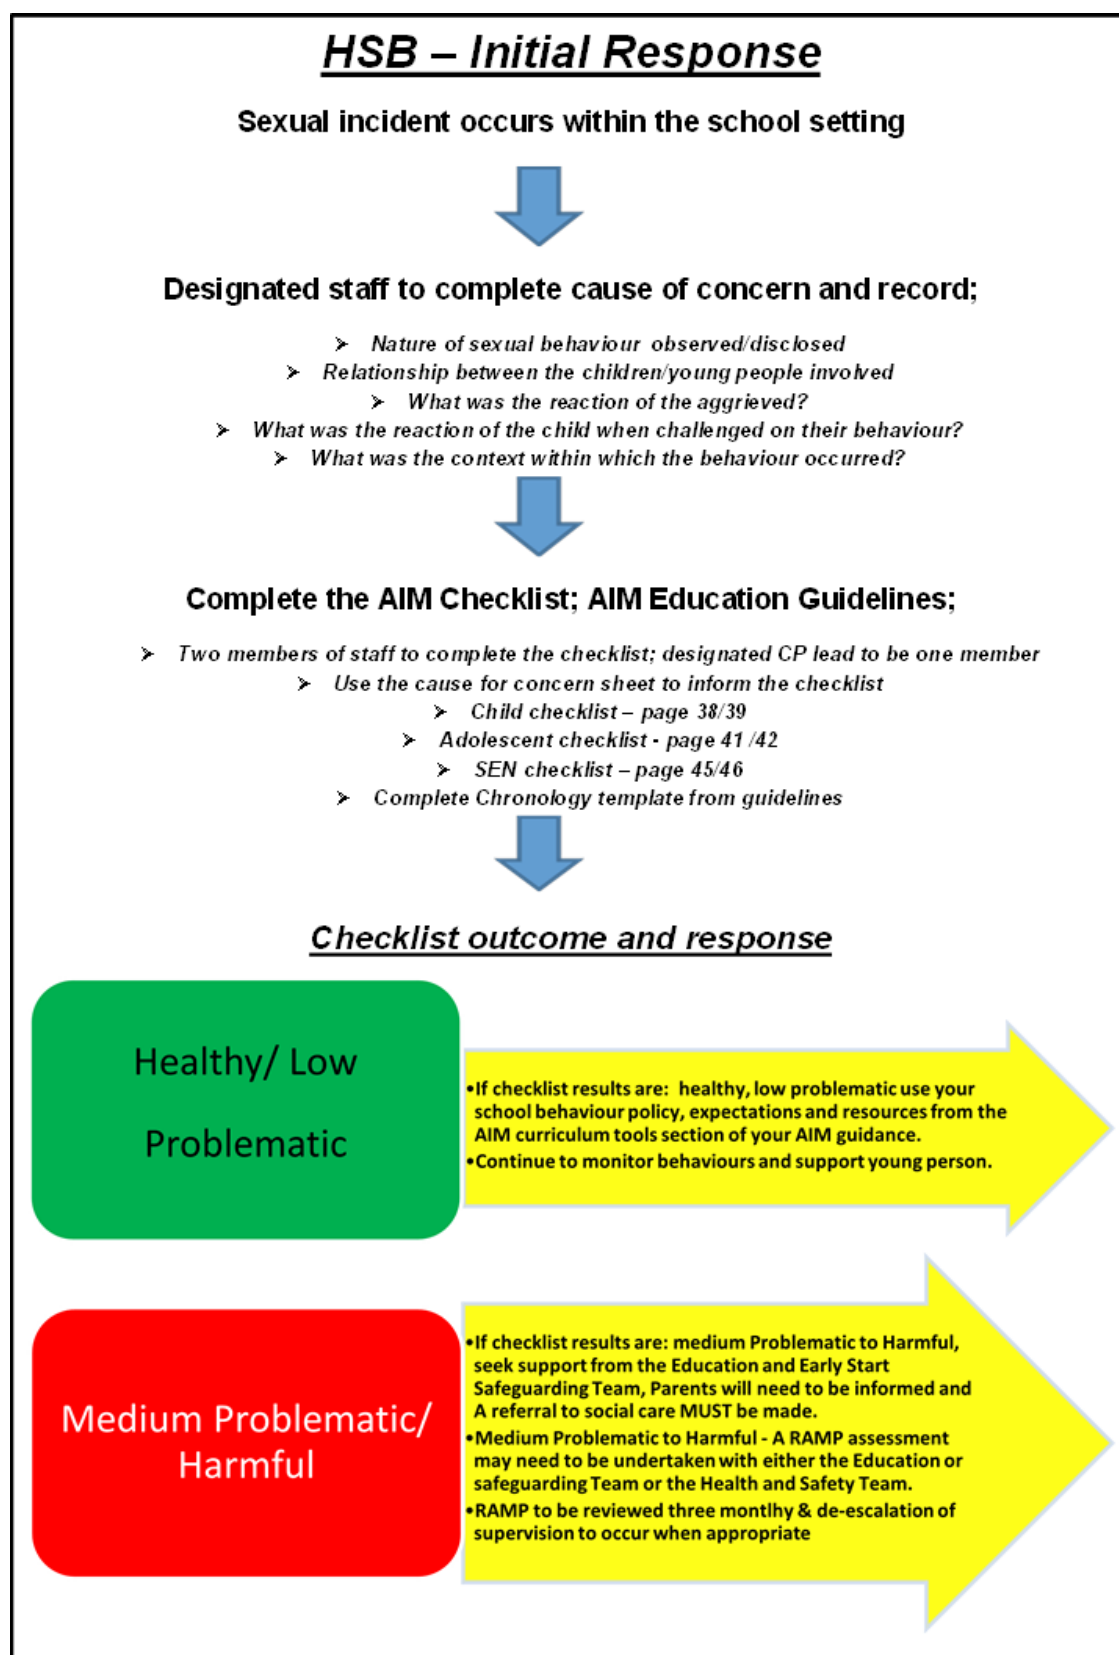 HSB – Initial Response
Sexual incident occurs within the school setting
Designated staff to complete cause of concern and record;
➢ Nature of sexual behaviour observed/disclosed
➢ Relationship between the children/young people involved
➢ What was the reaction of the aggrieved?
➢ What was the reaction of the child when challenged on their behaviour?
➢ What was the context within which the behaviour occurred?
Complete the AIM Checklist; AIM Education Guidelines;
➢ Two members of staff to complete the checklist; designated CP lead to be one member
➢ Use the cause for concern sheet to inform the checklist
➢ Child checklist – page 38/39
➢ Adolescent checklist - page 41 /42
➢ SEN checklist – page 45/46
➢ Complete Chronology template from guidelines
Checklist outcome and response
Healthy/ Low
Problematic
•If checklist results are: healthy, low problematic use your
school behaviour policy, expectations and resources from the
AIM curriculum tools section of your AIM guidance.
•Continue to monitor behaviours and support young person.
Medium Problematic/
Harmful
•If checklist results are: medium Problematic to Harmful,
seek support from the Education and Early Start
Safeguarding Team, Parents will need to be informed and
A referral to social care MUST be made.
•Medium Problematic to Harmful - A RAMP assessment
may need to be undertaken with either the Education or
safeguarding Team or the Health and Safety Team.
•RAMP to be reviewed three montlhy & de-escalation of
supervision to occur when appropriate